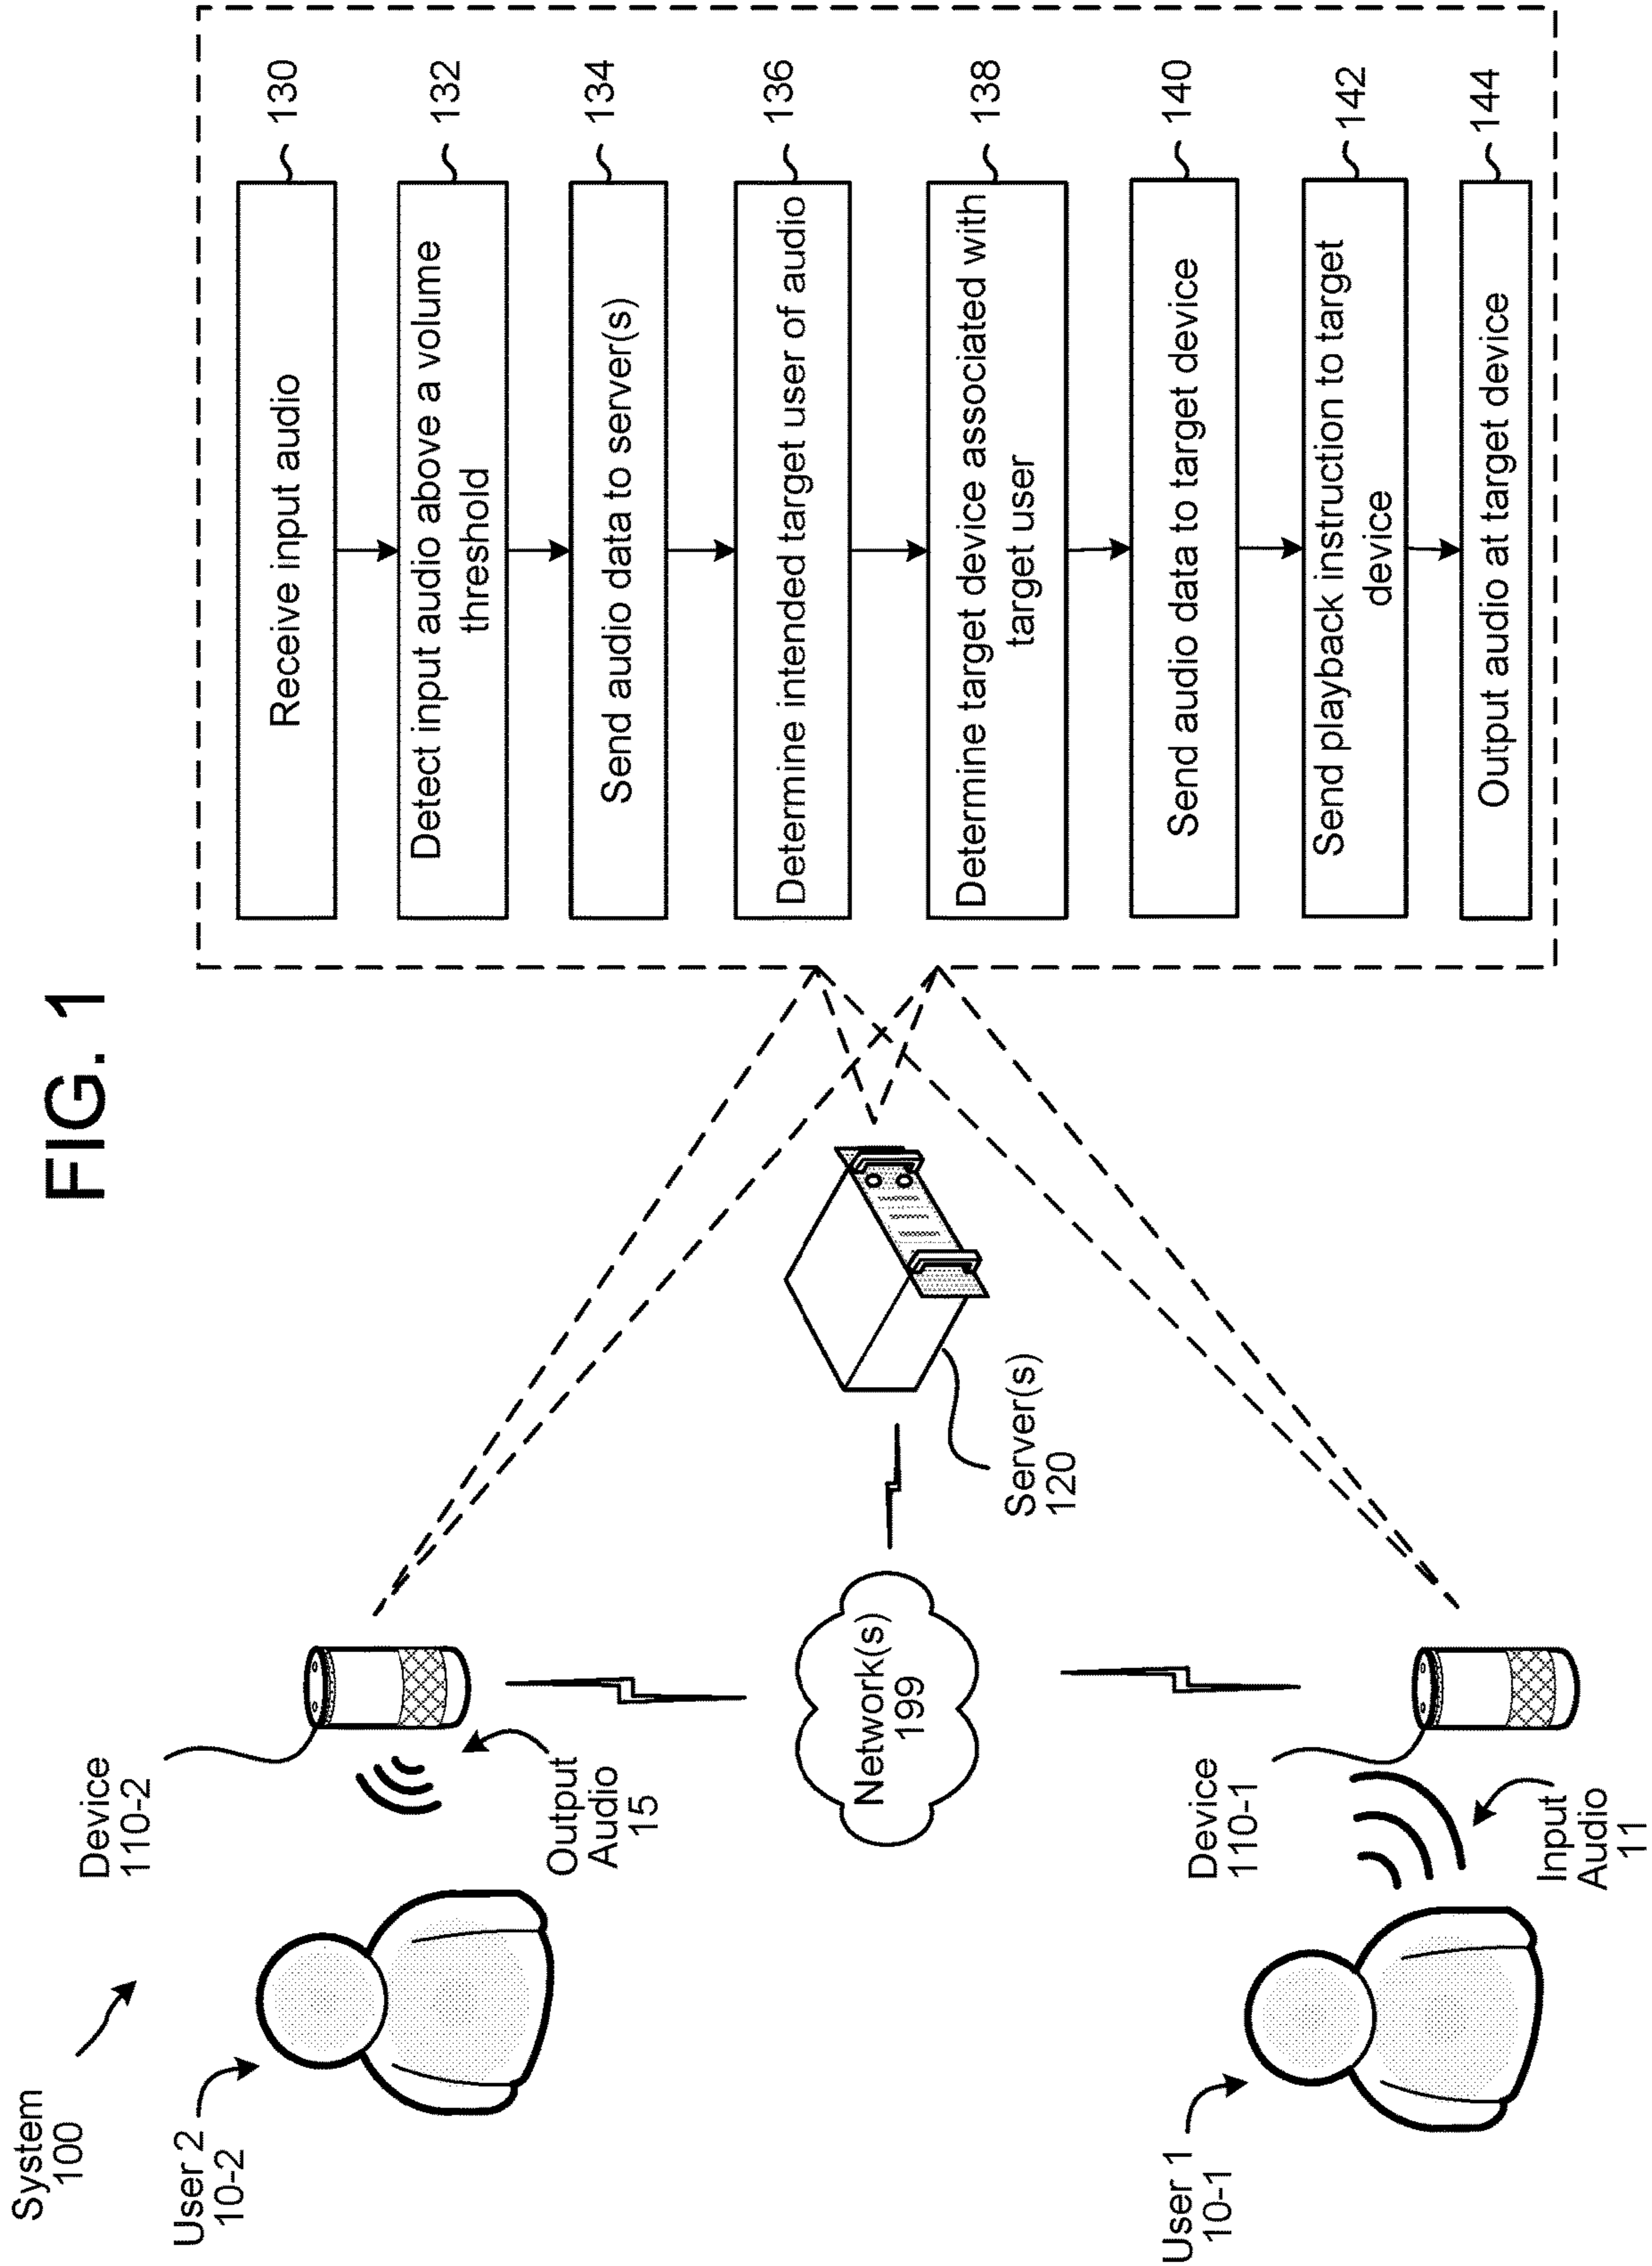 FIG. 1
System
100
User 2
10-2
Device
110-2
Output
Audio
15
Network(s)
199
Server(s)
120
User 1
10-1
Device
110-1
Input
Audio
11
Receive input audio
130
Detect input audio above a volume
threshold
132
Send audio data to server(s)
134
Determine intended target user of audio
136
Determine target device associated with
target user
138
Send audio data to target device
140
Send playback instruction to target
device
142
Output audio at target device
144